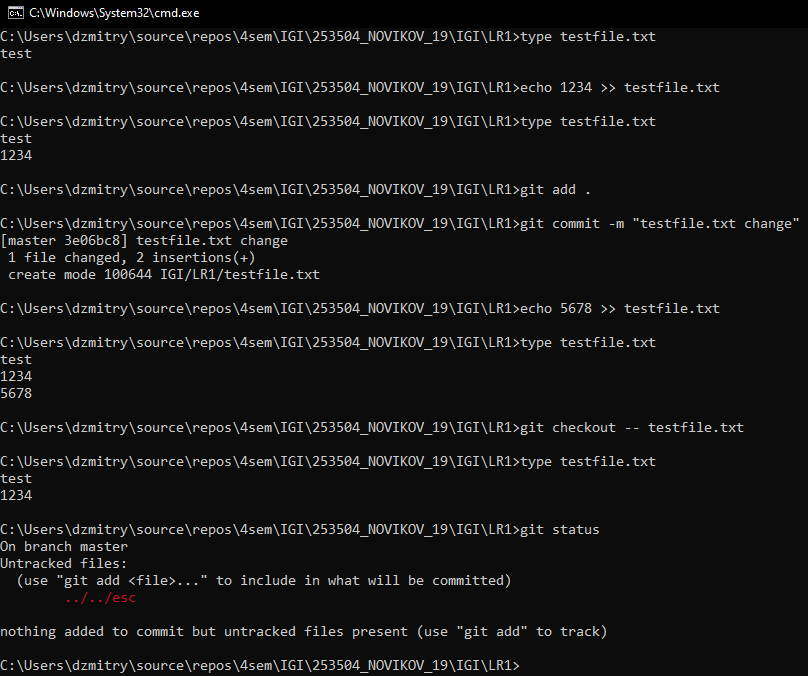 C:\Windows\System32\cmd.exe
C:\Users\dzmitry\source\repos\4sem\IGI\253504_NOVIKOV_19\IGI\LR1>type testfile.txt
test
C:\Users\dzmitry\source\repos\4sem\IGI\253504_NOVIKOV_19\IGI\LR1>echo 1234 >> testfile.txt
C:\Users\dzmitry\source\repos\4sem\IGI\253504_NOVIKOV_19\IGI\LR1>type testfile.txt
test
1234
C:\Users\dzmitry\source\repos\4sem\IGI\253504_NOVIKOV_19\IGI\LR1>git add .
C:\Users\dzmitry\source\repos\4sem\IGI\253504_NOVIKOV_19\IGI\LR1>git commit -m "testfile.txt change"
[master 3e06bc8] testfile.txt change
 1 file changed, 2 insertions(+)
 create mode 100644 IGI/LR1/testfile.txt
C:\Users\dzmitry\source\repos\4sem\IGI\253504_NOVIKOV_19\IGI\LR1>echo 5678 >> testfile.txt
C:\Users\dzmitry\source\repos\4sem\IGI\253504_NOVIKOV_19\IGI\LR1>type testfile.txt
test
1234
5678
C:\Users\dzmitry\source\repos\4sem\IGI\253504_NOVIKOV_19\IGI\LR1>git checkout -- testfile.txt
C:\Users\dzmitry\source\repos\4sem\IGI\253504_NOVIKOV_19\IGI\LR1>type testfile.txt
test
1234
C:\Users\dzmitry\source\repos\4sem\IGI\253504_NOVIKOV_19\IGI\LR1>git status
On branch master
Untracked files:
  (use "git add <file>..." to include in what will be committed)
        ../../esc
nothing added to commit but untracked files present (use "git add" to track)
C:\Users\dzmitry\source\repos\4sem\IGI\253504_NOVIKOV_19\IGI\LR1>